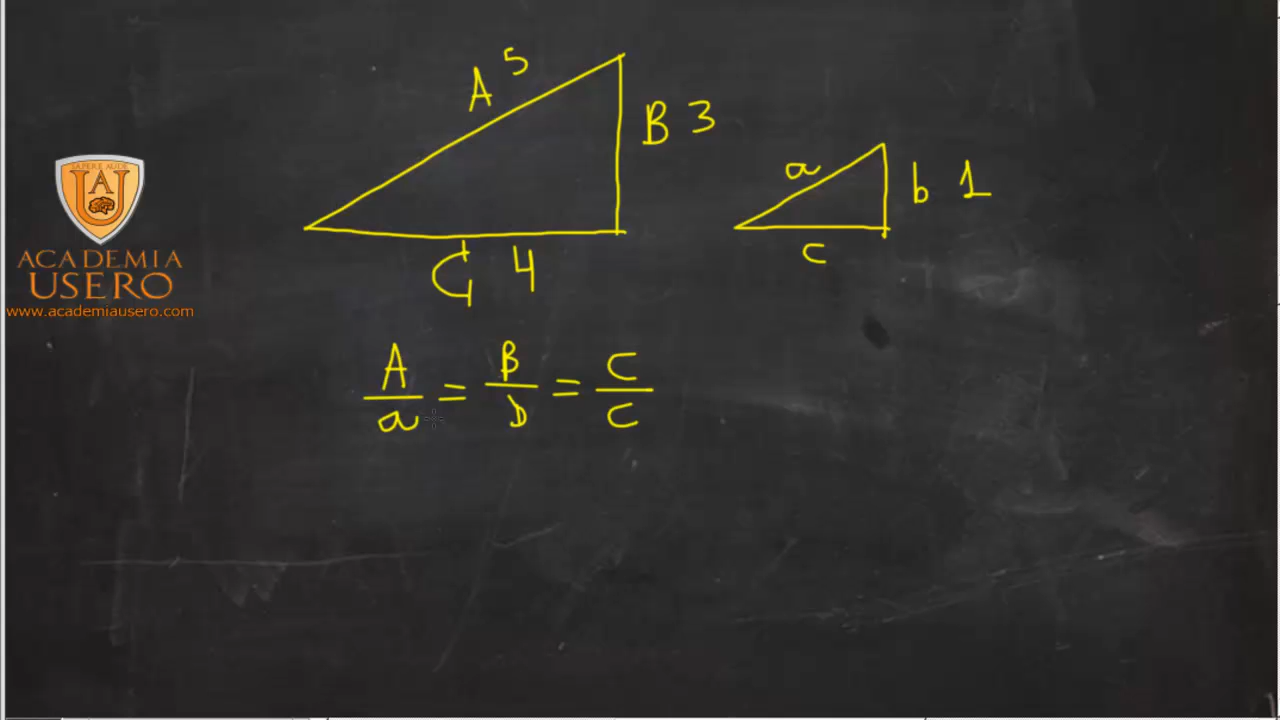 A 5
B 3
a
b 1
C 4
c
SAPERE AUDE
AU
ACADEMIA
USERO
www.academiausero.com
A/a = B/b = C/c